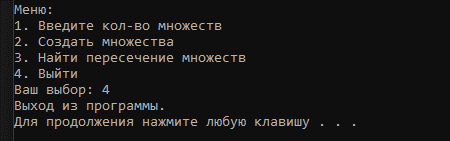 Меню:
1. Введите кол-во множеств
2. Создать множества
3. Найти пересечение множеств
4. Выйти
Ваш выбор: 4
Выход из программы.
Для продолжения нажмите любую клавишу . . .